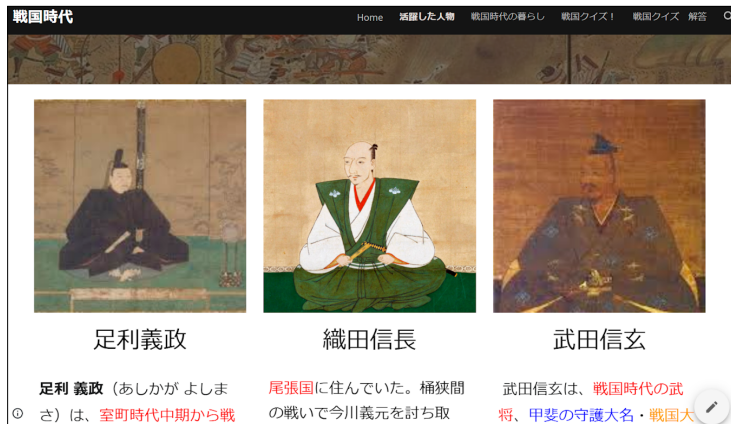 戦国時代
Home 活躍した人物 戦国時代の暮らし 戦国クイズ! 戦国クイズ 解答
足利義政
織田信長
武田信玄
足利 義政（あしかが よしま
さ）は、室町時代中期から戦
尾張国に住んでいた。桶狭間
の戦いで今川義元を討ち取
武田信玄は、戦国時代の武
将、甲斐の守護大名・戦国大